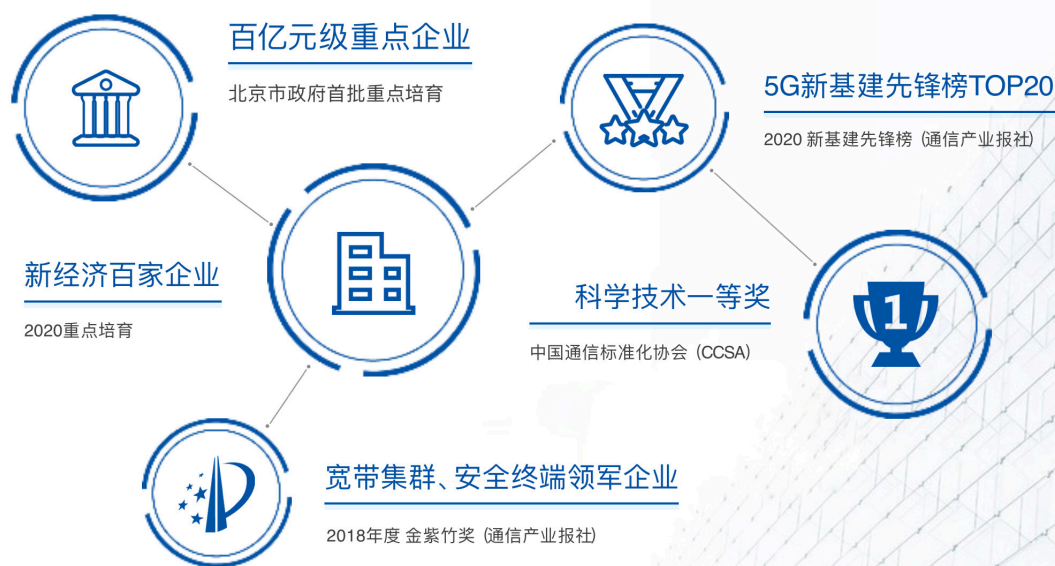 百亿元级重点企业
北京市政府首批重点培育
5G新基建先锋榜TOP20
2020 新基建先锋榜 (通信产业报社)
新经济百家企业
2020重点培育
科学技术一等奖
中国通信标准化协会 (CCSA)
1
宽带集群、安全终端领军企业
2018年度 金紫竹奖 (通信产业报社)